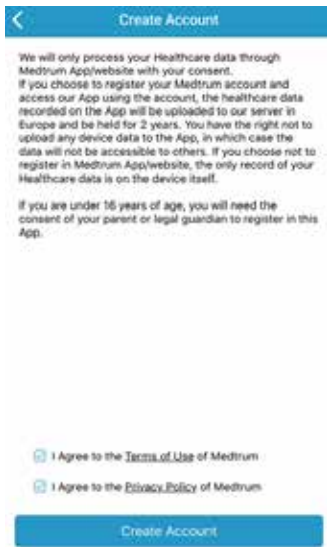 Create Account
We will only process your Healthcare data through
Medtrum App/website with your consent.
If you choose to register your Medtrum account and
access our App using the account, the healthcare data
recorded on the App will be uploaded to our server in
Europe and be held for 2 years. You have the right not to
upload any device data to the App, in which case the
data will not be accessible to others. If you choose not to
register in Medtrum App/website, the only record of your
Healthcare data is on the device itself.
If you are under 16 years of age, you will need the
consent of your parent or legal guardian to register in this
App.
I Agree to the Terms of Use of Medtrum
I Agree to the Privacy Policy of Medtrum
Create Account